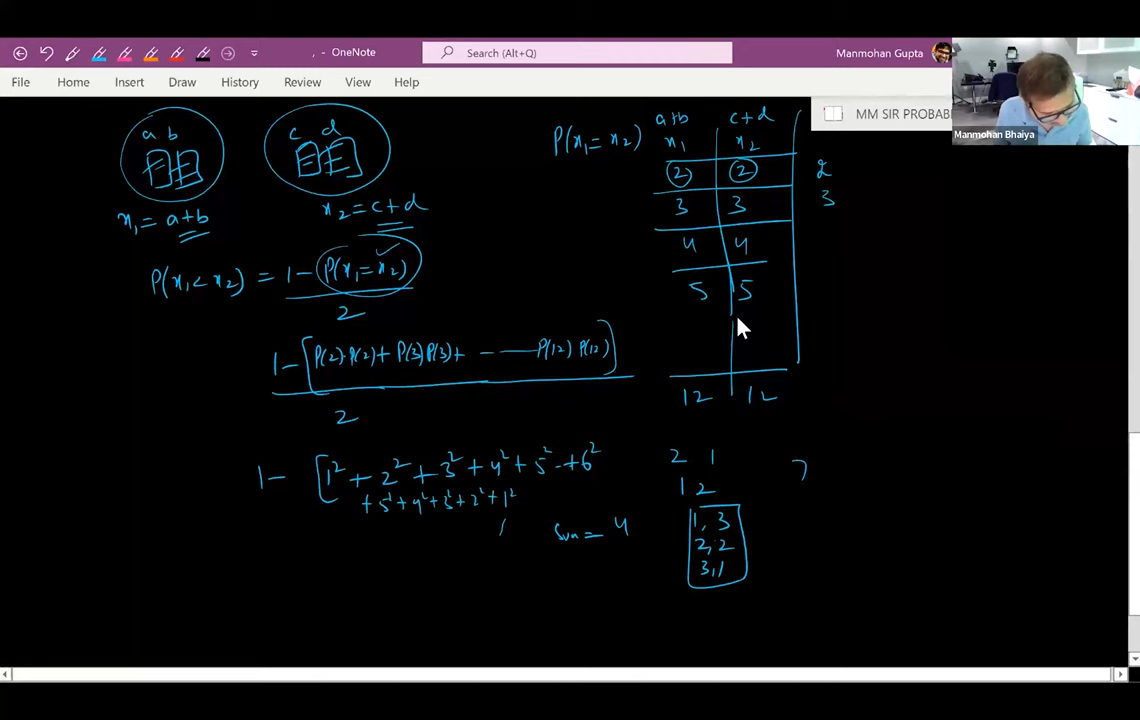 , - OneNote
Search (Alt+Q)
Manmohan Gupta
File Home Insert Draw History Review View Help
MM SIR PROBABI
Manmohan Bhaiya
a b
c d
x₁ = a+b
x₂ = c+d
P(x₁ = x₂)
a+b c+d
x₁ x₂
2 2
3 3
4 4
5 5
12 12
2
3
P(x₁ < x₂) = 1 - P(x₁ = x₂)
2
1 - [P(2)·P(2) + P(3)P(3) + - —— P(12) P(12)]
2
1 - [1² + 2² + 3² + 4² + 5² + 6²
+ 5² + 4² + 3² + 2² + 1²
2 1
1 2
Sum = 4
1, 3
2, 2
3, 1